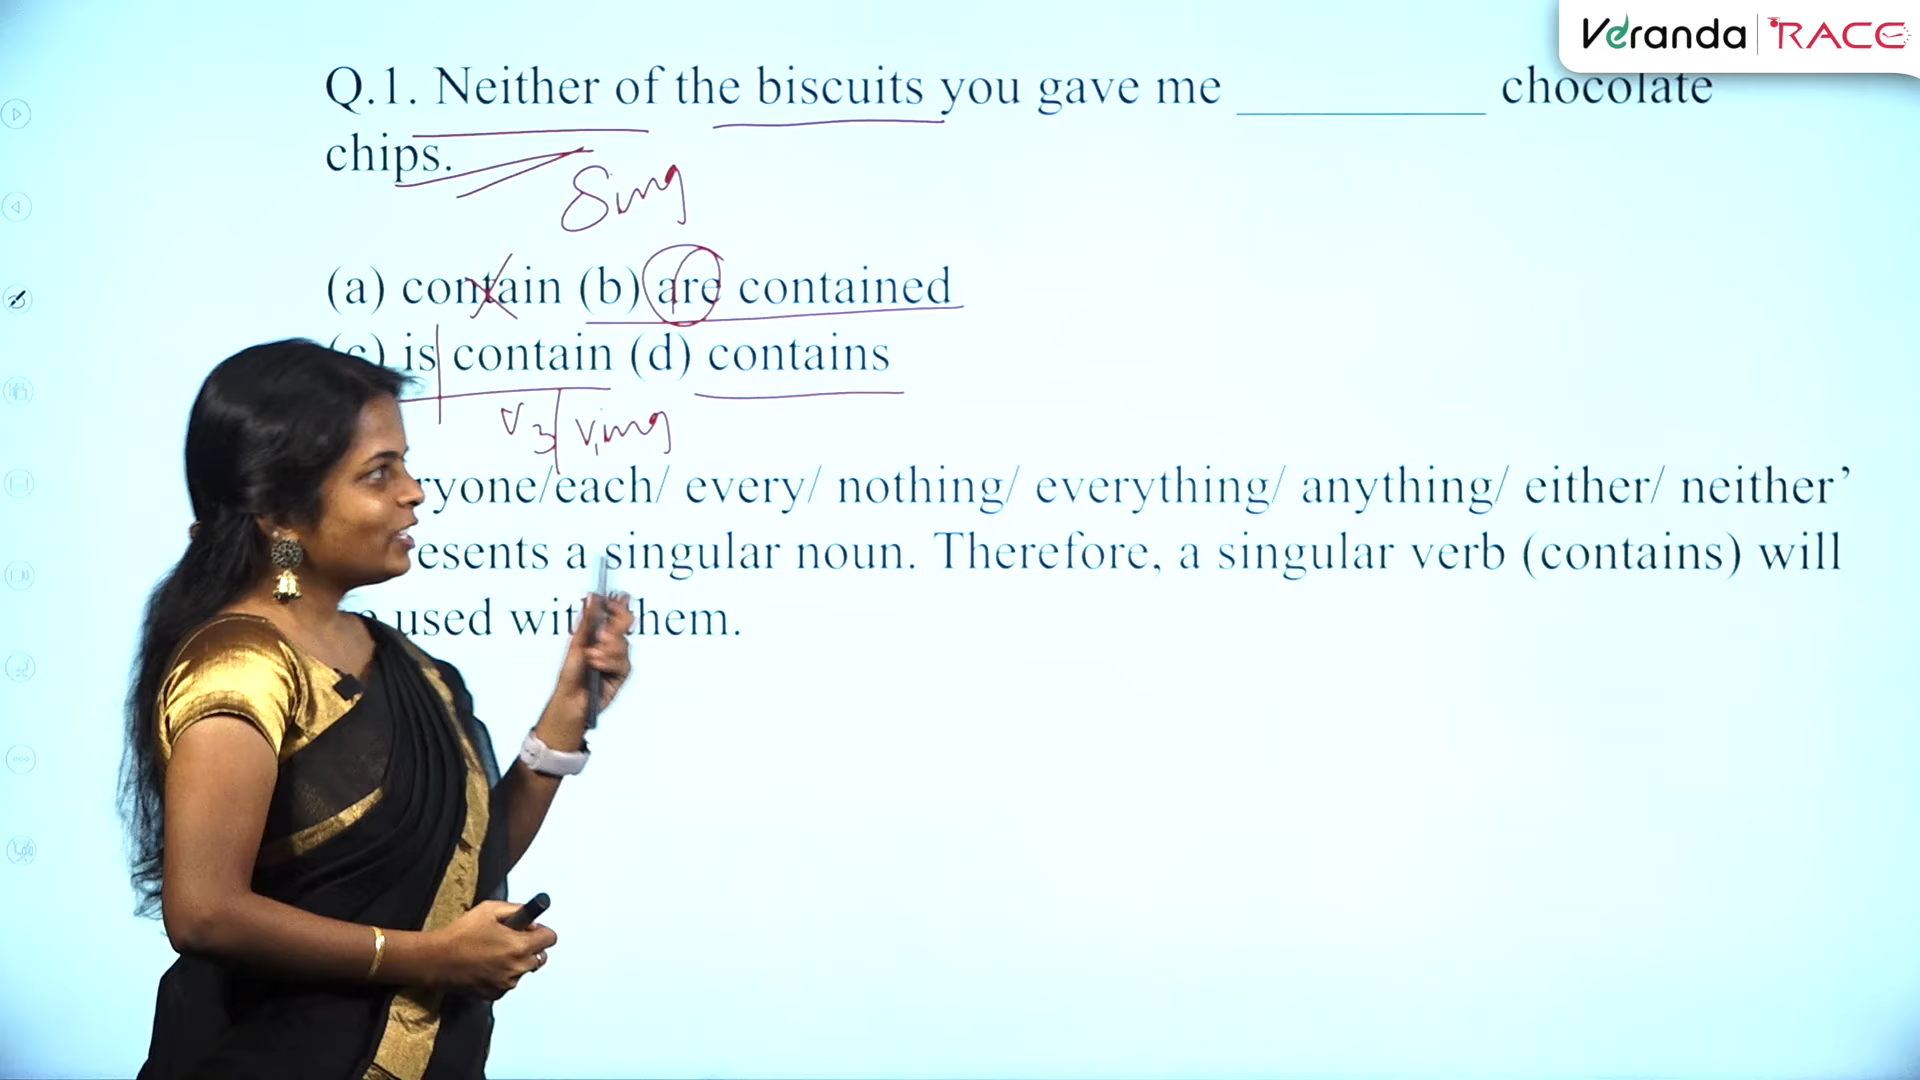 Veranda RACE
Q.1. Neither of the biscuits you gave me __________ chocolate
chips.
Sing
(a) contain (b) are contained
(c) is contain (d) contains
V3 Ving
ryone/each/ every/ nothing/ everything/ anything/ either/ neither’
esents a singular noun. Therefore, a singular verb (contains) will
used with them.